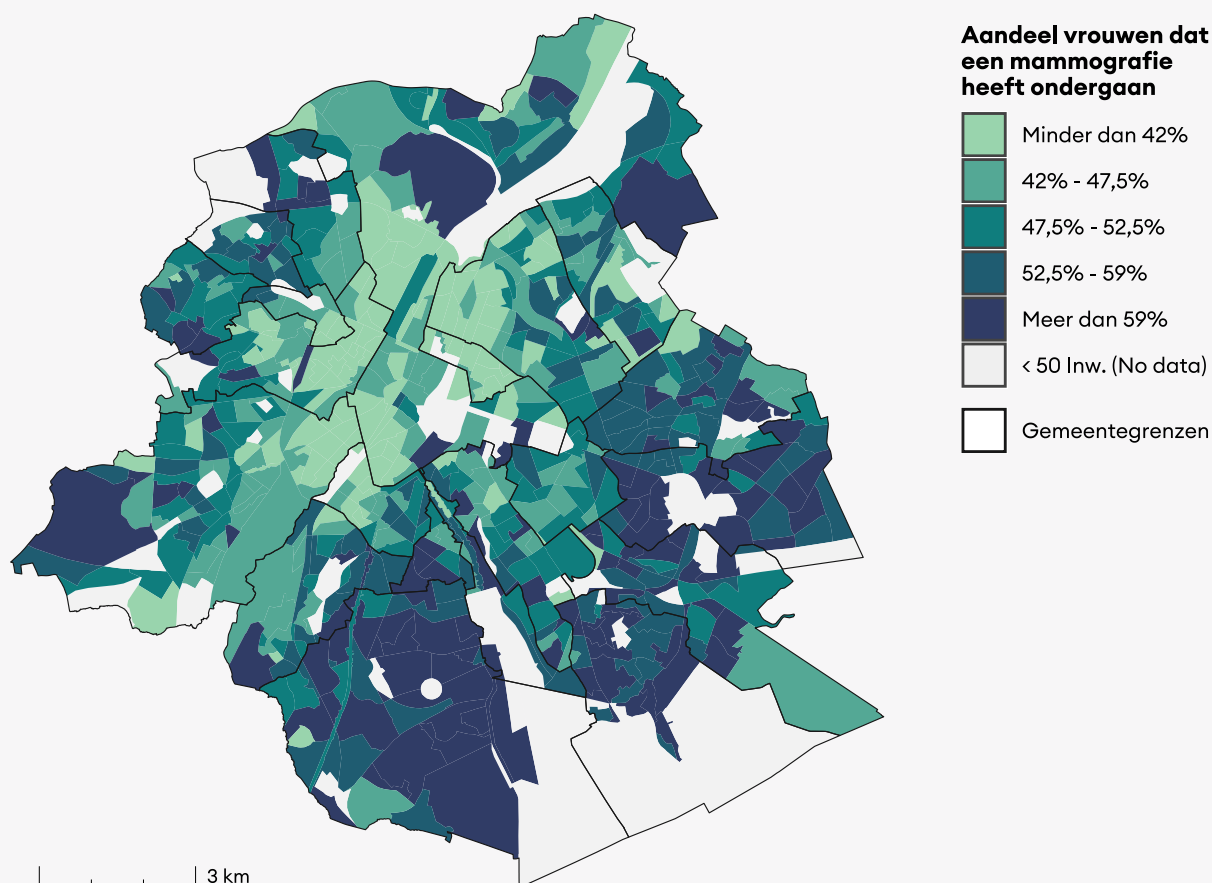 Aandeel vrouwen dat
een mammografie
heeft ondergaan
Minder dan 42%
42% - 47,5%
47,5% - 52,5%
52,5% - 59%
Meer dan 59%
< 50 Inw. (No data)
Gemeentegrenzen
3 km